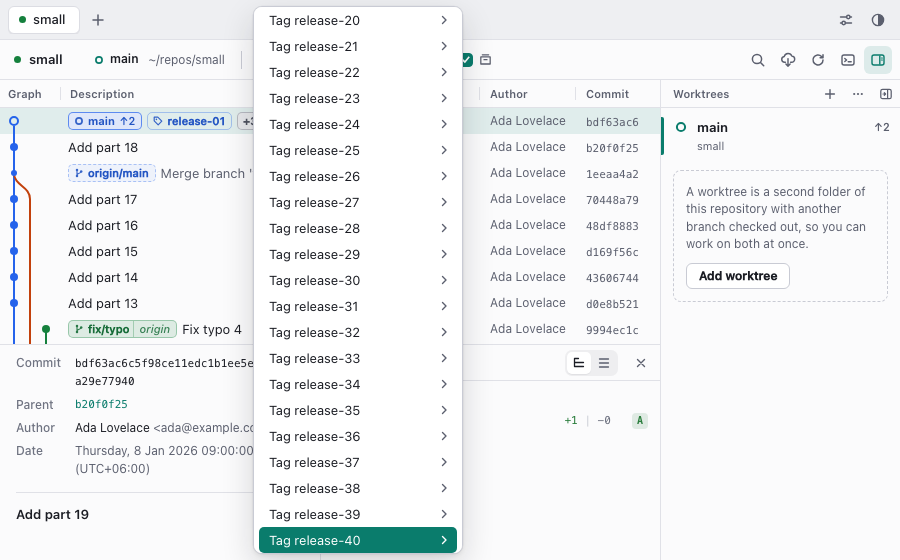 small
small
main
~/repos/small
Graph
Description
Author
Commit
main ↑2
release-01
+3
Ada Lovelace
bdf63ac6
Add part 18
Ada Lovelace
b20f0f25
origin/main
Merge branch '
Ada Lovelace
1eeaa4a2
Add part 17
Ada Lovelace
70448a79
Add part 16
Ada Lovelace
48df8883
Add part 15
Ada Lovelace
d169f56c
Add part 14
Ada Lovelace
43606744
Add part 13
Ada Lovelace
d0e8b521
fix/typo
origin
Fix typo 4
Ada Lovelace
9994ec1c
Tag release-20
Tag release-21
Tag release-22
Tag release-23
Tag release-24
Tag release-25
Tag release-26
Tag release-27
Tag release-28
Tag release-29
Tag release-30
Tag release-31
Tag release-32
Tag release-33
Tag release-34
Tag release-35
Tag release-36
Tag release-37
Tag release-38
Tag release-39
Tag release-40
Worktrees
main
↑2
small
A worktree is a second folder of
this repository with another
branch checked out, so you can
work on both at once.
Add worktree
Commit
bdf63ac6c5f98ce11edc1b1ee5e
a29e77940
Parent
b20f0f25
Author
Ada Lovelace <ada@example.co
Date
Thursday, 8 Jan 2026 09:00:00
(UTC+06:00)
Add part 19
+1
−0
A